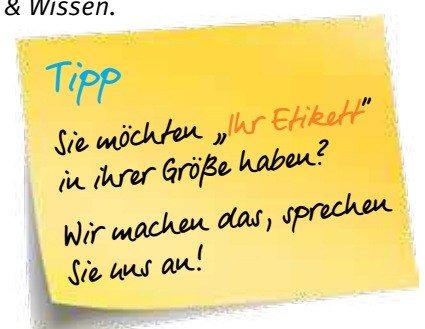 & Wissen.
Tipp
Sie möchten „Ihr Etikett"
in ihrer Größe haben?
Wir machen das, sprechen
Sie uns an!